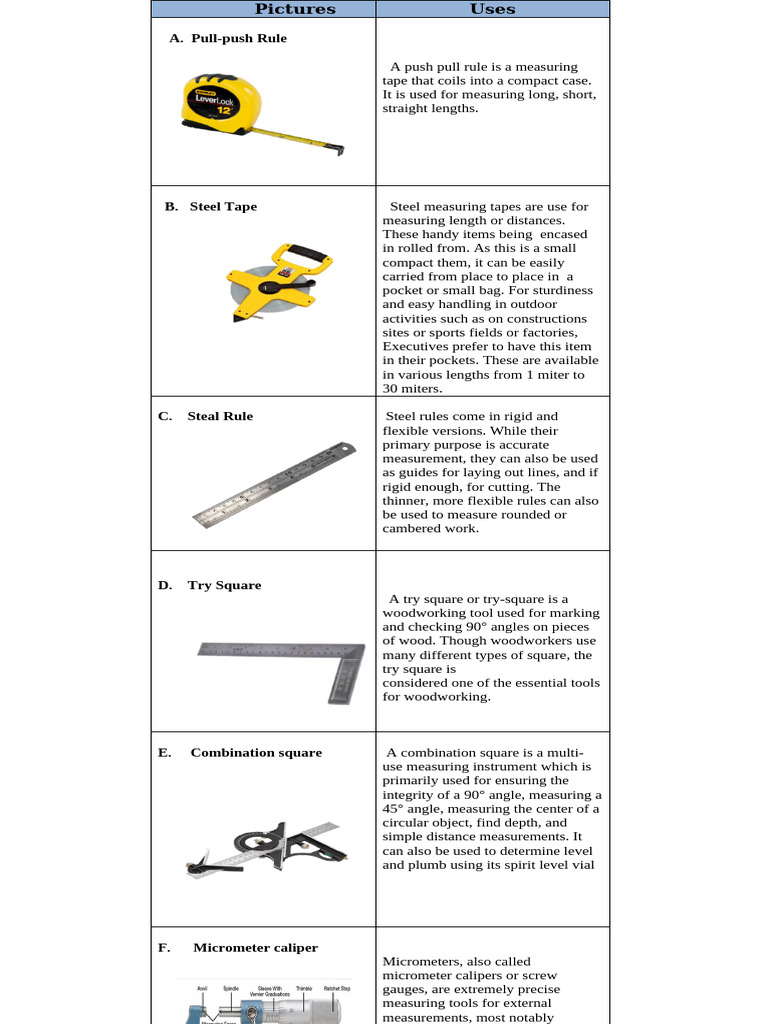 Pictures Uses
A. Pull-push Rule
STANLEY
LeverLock
12'
A push pull rule is a measuring
tape that coils into a compact case.
It is used for measuring long, short,
straight lengths.
B. Steel Tape
Steel measuring tapes are use for
measuring length or distances.
These handy items being encased
in rolled from. As this is a small
compact them, it can be easily
carried from place to place in a
pocket or small bag. For sturdiness
and easy handling in outdoor
activities such as on constructions
sites or sports fields or factories,
Executives prefer to have this item
in their pockets. These are available
in various lengths from 1 miter to
30 miters.
C. Steal Rule
Steel rules come in rigid and
flexible versions. While their
primary purpose is accurate
measurement, they can also be used
as guides for laying out lines, and if
rigid enough, for cutting. The
thinner, more flexible rules can also
be used to measure rounded or
cambered work.
D. Try Square
A try square or try-square is a
woodworking tool used for marking
and checking 90° angles on pieces
of wood. Though woodworkers use
many different types of square, the
try square is
considered one of the essential tools
for woodworking.
E. Combination square
A combination square is a multi-
use measuring instrument which is
primarily used for ensuring the
integrity of a 90° angle, measuring a
45° angle, measuring the center of a
circular object, find depth, and
simple distance measurements. It
can also be used to determine level
and plumb using its spirit level vial
F. Micrometer caliper
Anvil Spindle Sleeve With Thimble Ratchet Stop
Vernier Graduations
Micrometers, also called
micrometer calipers or screw
gauges, are extremely precise
measuring tools for external
measurements, most notably